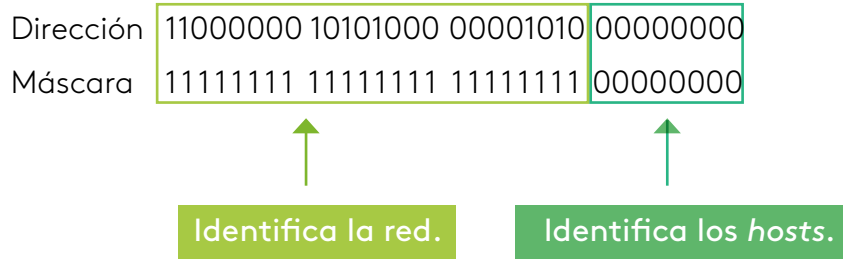 Dirección 11000000 10101000 00001010 00000000
Máscara 11111111 11111111 11111111 00000000
Identifica la red. Identifica los hosts.